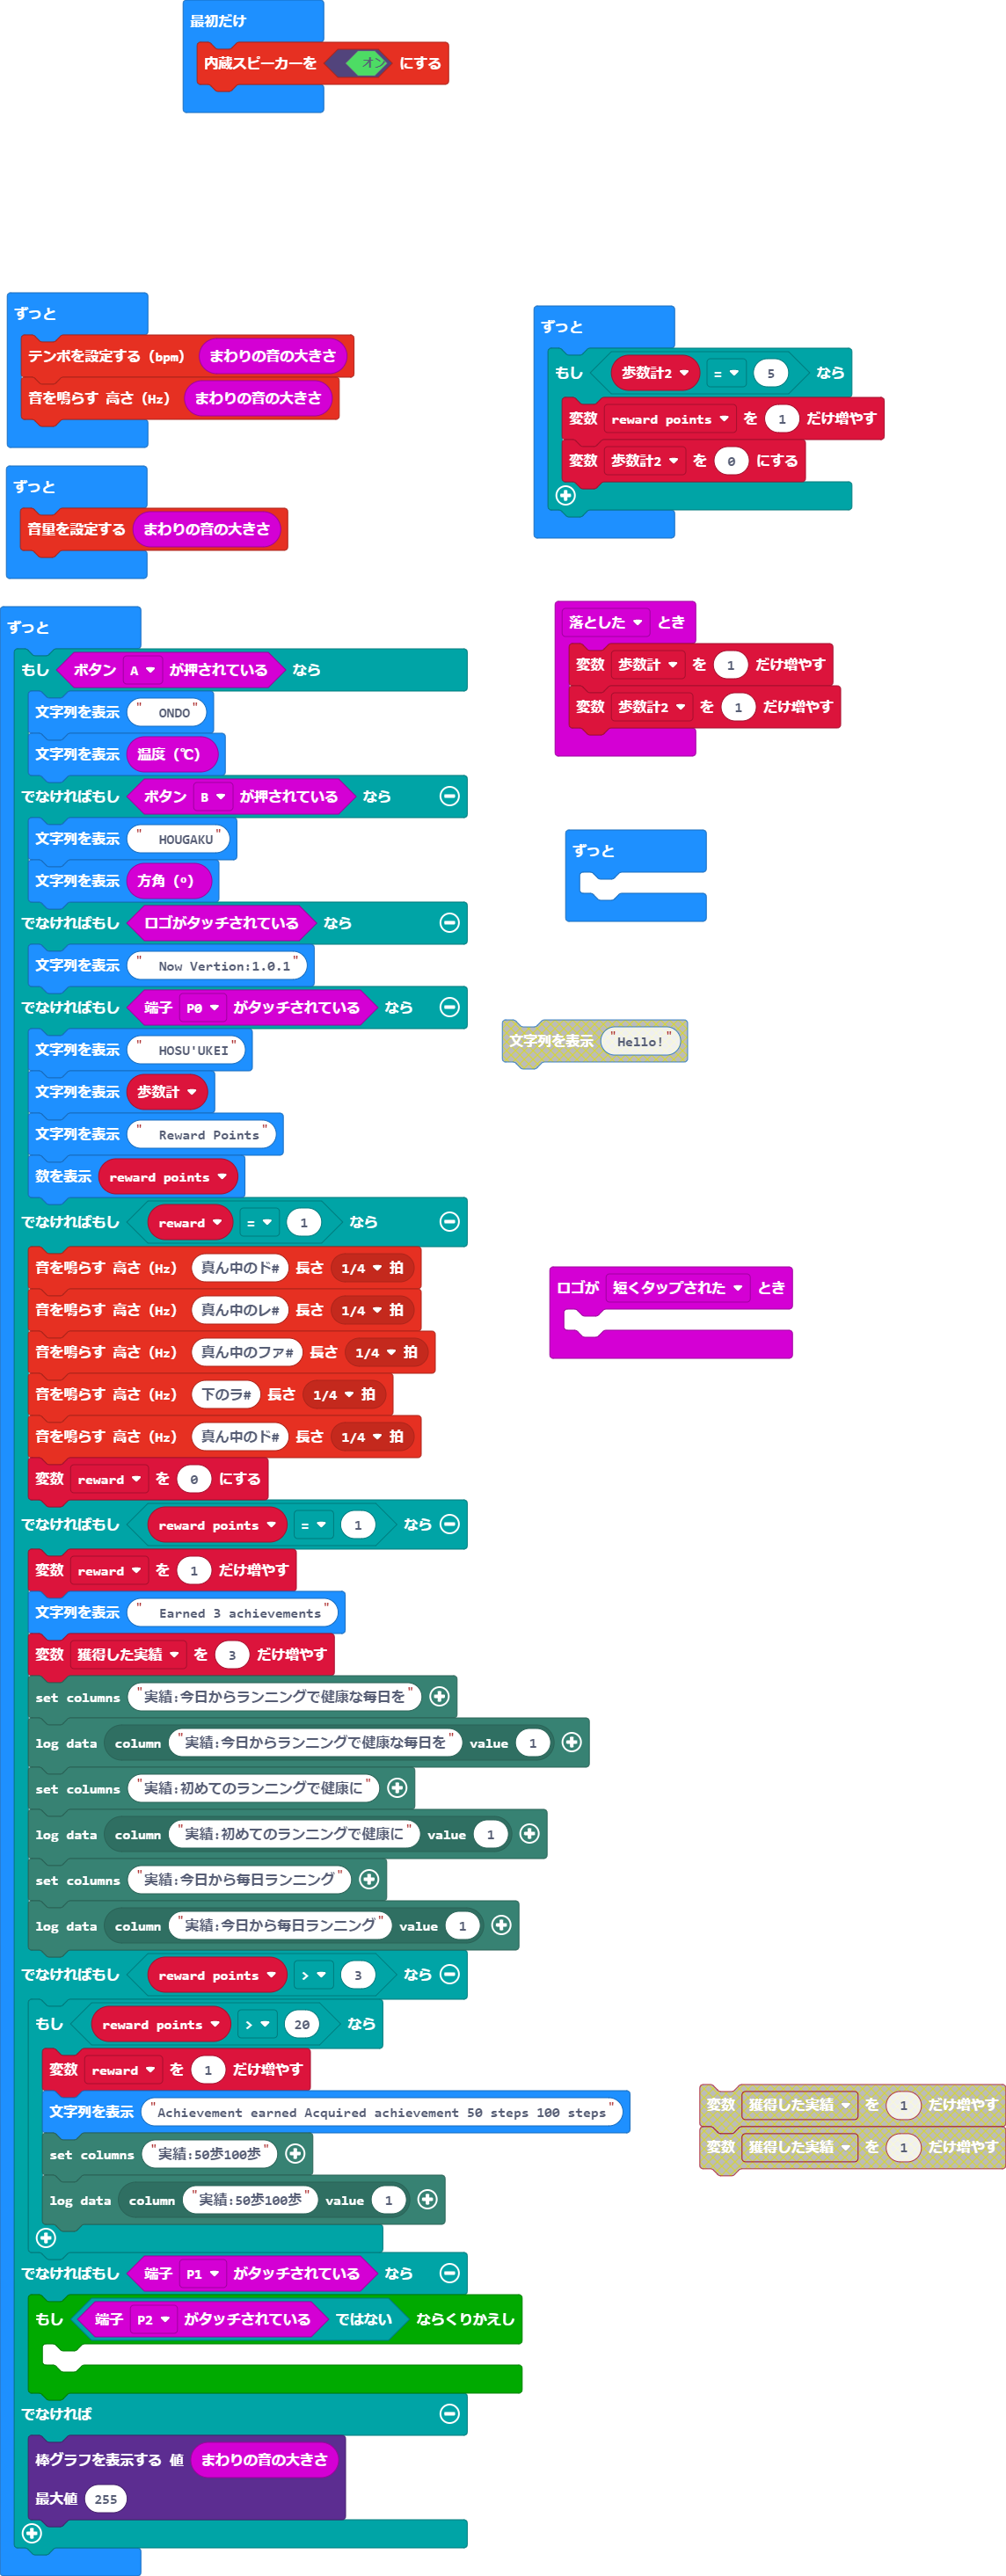 最初だけ
内蔵スピーカーを オン にする
ずっと
テンポを設定する (bpm) まわりの音の大きさ
音を鳴らす 高さ (Hz) まわりの音の大きさ
ずっと
音量を設定する まわりの音の大きさ
ずっと
もし ボタン A が押されている なら
文字列を表示 " ONDO"
文字列を表示 温度 (℃)
でなければもし ボタン B が押されている なら
文字列を表示 " HOUGAKU"
文字列を表示 方角 (°)
でなければもし ロゴがタッチされている なら
文字列を表示 " Now Vertion:1.0.1"
でなければもし 端子 P0 がタッチされている なら
文字列を表示 " HOSU'UKEI"
文字列を表示 歩数計
文字列を表示 " Reward Points"
数を表示 reward points
でなければもし reward = 1 なら
音を鳴らす 高さ (Hz) 真ん中のド# 長さ 1/4 拍
音を鳴らす 高さ (Hz) 真ん中のレ# 長さ 1/4 拍
音を鳴らす 高さ (Hz) 真ん中のファ# 長さ 1/4 拍
音を鳴らす 高さ (Hz) 下のラ# 長さ 1/4 拍
音を鳴らす 高さ (Hz) 真ん中のド# 長さ 1/4 拍
変数 reward を 0 にする
でなければもし reward points = 1 なら
変数 reward を 1 だけ増やす
文字列を表示 " Earned 3 achievements"
変数 獲得した実績 を 3 だけ増やす
set columns "実績:今日からランニングで健康な毎日を"
log data column "実績:今日からランニングで健康な毎日を" value 1
set columns "実績:初めてのランニングで健康に"
log data column "実績:初めてのランニングで健康に" value 1
set columns "実績:今日から毎日ランニング"
log data column "実績:今日から毎日ランニング" value 1
でなければもし reward points > 3 なら
もし reward points > 20 なら
変数 reward を 1 だけ増やす
文字列を表示 "Achievement earned Acquired achievement 50 steps 100 steps"
set columns "実績:50歩100歩"
log data column "実績:50歩100歩" value 1
でなければもし 端子 P1 がタッチされている なら
もし 端子 P2 がタッチされている ではない ならくりかえし
でなければ
棒グラフを表示する 値 まわりの音の大きさ
最大値 255
ずっと
もし 歩数計2 = 5 なら
変数 reward points を 1 だけ増やす
変数 歩数計2 を 0 にする
落とした とき
変数 歩数計 を 1 だけ増やす
変数 歩数計2 を 1 だけ増やす
ずっと
文字列を表示 "Hello!"
ロゴが 短くタップされた とき
変数 獲得した実績 を 1 だけ増やす
変数 獲得した実績 を 1 だけ増やす